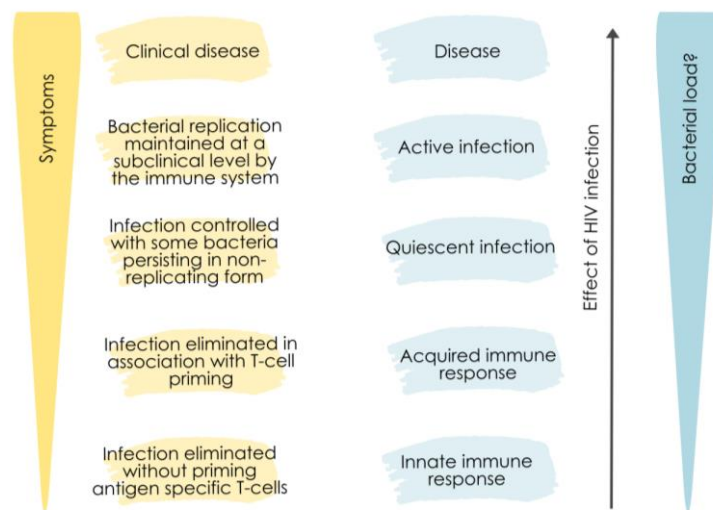 Symptoms
Clinical disease
Disease
Bacterial replication
maintained at a
subclinical level by
the immune system
Active infection
Infection controlled
with some bacteria
persisting in non-
replicating form
Quiescent infection
Infection eliminated in
association with T-cell
priming
Acquired immune
response
Infection eliminated
without priming
antigen specific T-cells
Innate immune
response
Effect of HIV infection
Bacterial load?